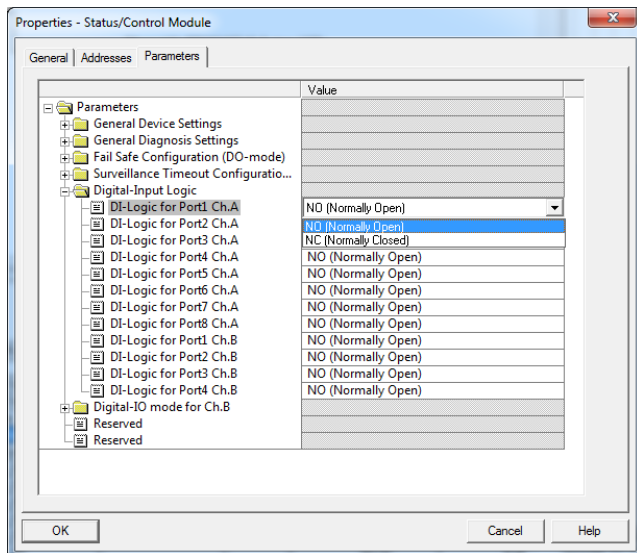 Properties - Status/Control Module
General Addresses Parameters
Value
Parameters
General Device Settings
General Diagnosis Settings
Fail Safe Configuration (DO-mode)
Surveillance Timeout Configuratio...
Digital-Input Logic
DI-Logic for Port1 Ch.A NO (Normally Open)
DI-Logic for Port2 Ch.A NO (Normally Open)
DI-Logic for Port3 Ch.A NC (Normally Closed)
DI-Logic for Port4 Ch.A NO (Normally Open)
DI-Logic for Port5 Ch.A NO (Normally Open)
DI-Logic for Port6 Ch.A NO (Normally Open)
DI-Logic for Port7 Ch.A NO (Normally Open)
DI-Logic for Port8 Ch.A NO (Normally Open)
DI-Logic for Port1 Ch.B NO (Normally Open)
DI-Logic for Port2 Ch.B NO (Normally Open)
DI-Logic for Port3 Ch.B NO (Normally Open)
DI-Logic for Port4 Ch.B NO (Normally Open)
Digital-IO mode for Ch.B
Reserved
Reserved
OK Cancel Help